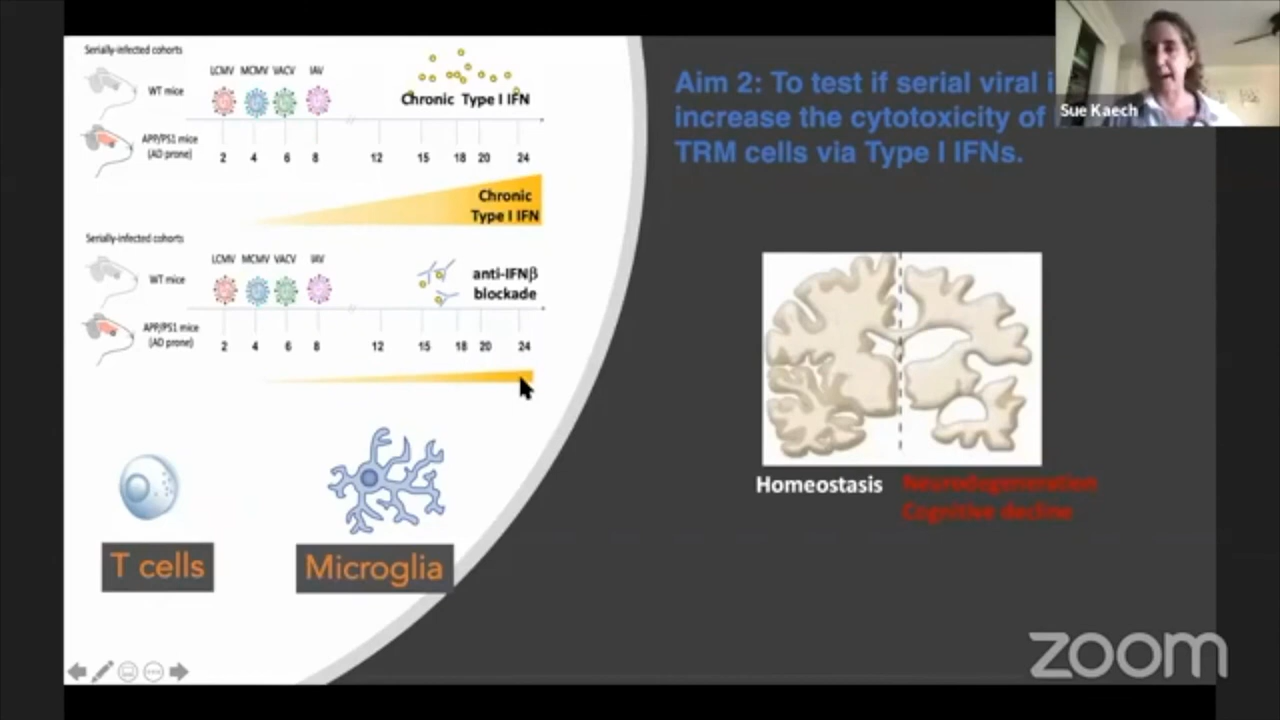 Serially-infected cohorts
LCMV MCMV VACV IAV
WT mice
Chronic Type I IFN
APP/PS1 mice
(AD prone)
2 4 6 8 12 15 18 20 24
Chronic
Type I IFN
Serially-infected cohorts
LCMV MCMV VACV IAV
WT mice
anti-IFNβ
blockade
APP/PS1 mice
(AD prone)
2 4 6 8 12 15 18 20 24
T cells
Microglia
Aim 2: To test if serial viral i
increase the cytotoxicity of
TRM cells via Type I IFNs.
Sue Kaech
Homeostasis
Neurodegeneration
Cognitive decline
zoom